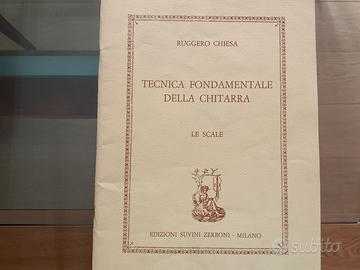 RUGGERO CHIESA
TECNICA FONDAMENTALE
DELLA CHITARRA
LE SCALE
EDIZIONI SUVINI ZERBONI - MILANO
subito